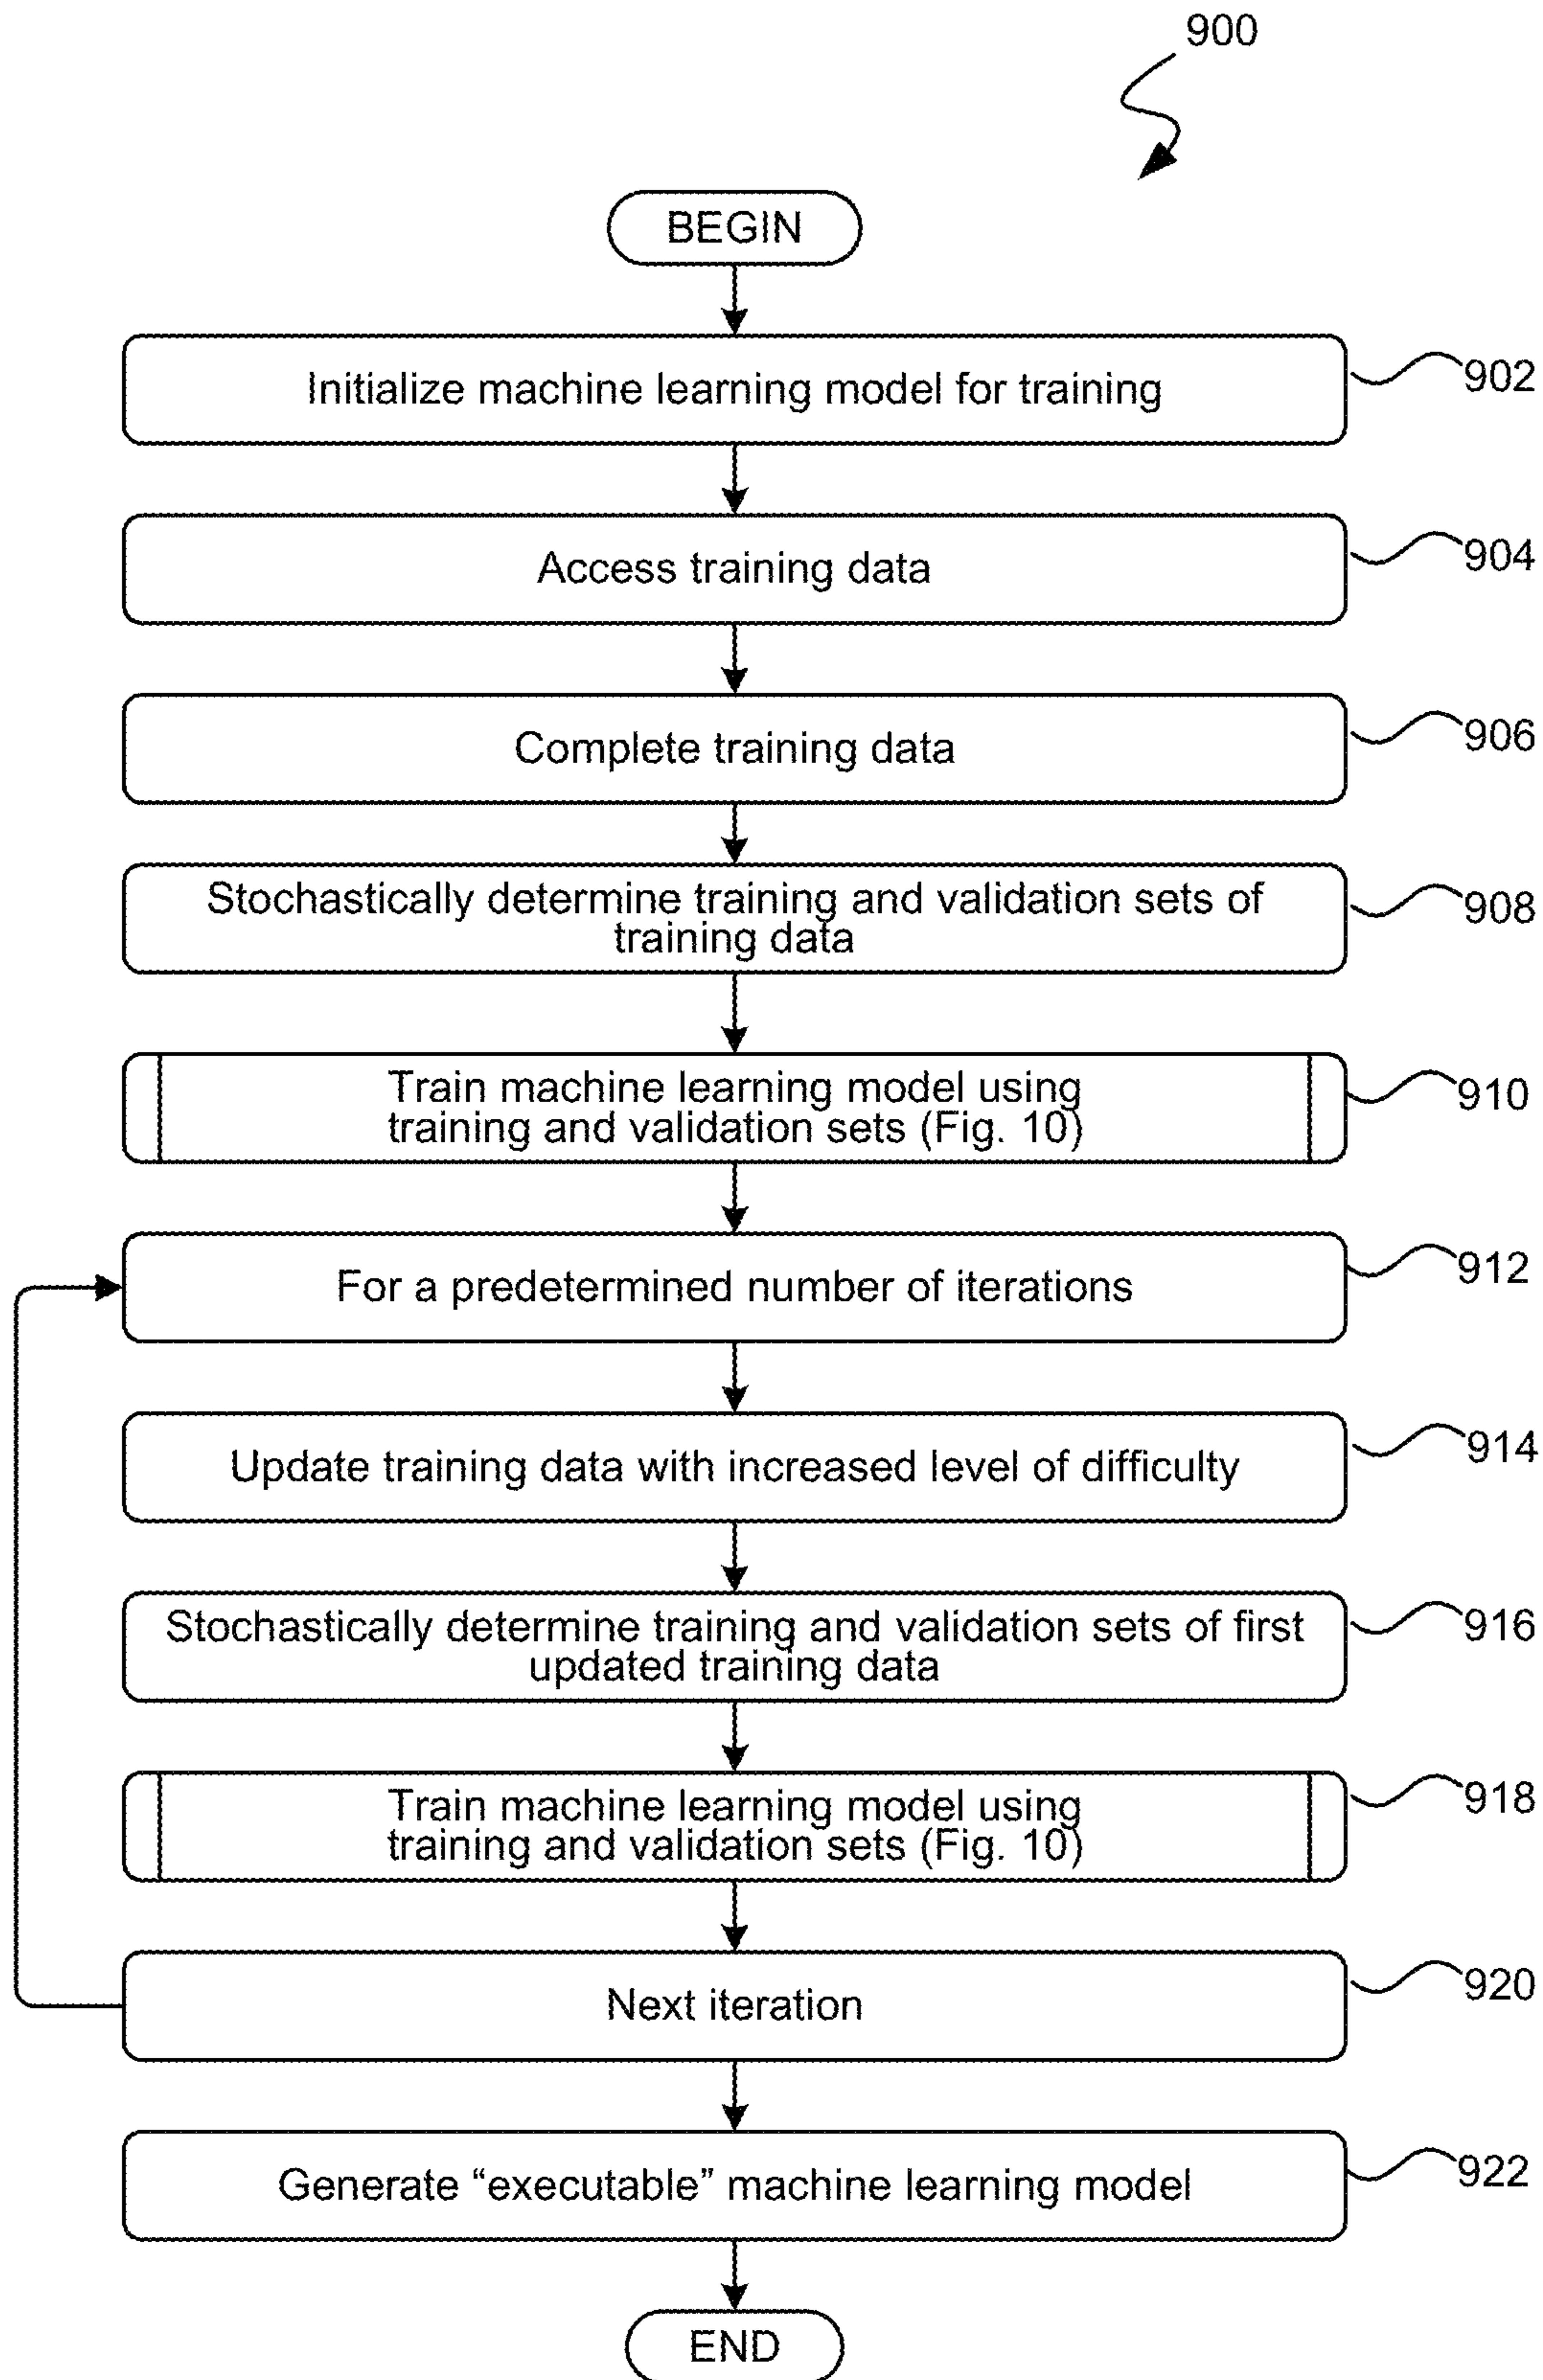 900
BEGIN
Initialize machine learning model for training
902
Access training data
904
Complete training data
906
Stochastically determine training and validation sets of
training data
908
Train machine learning model using
training and validation sets (Fig. 10)
910
For a predetermined number of iterations
912
Update training data with increased level of difficulty
914
Stochastically determine training and validation sets of first
updated training data
916
Train machine learning model using
training and validation sets (Fig. 10)
918
Next iteration
920
Generate “executable” machine learning model
922
END